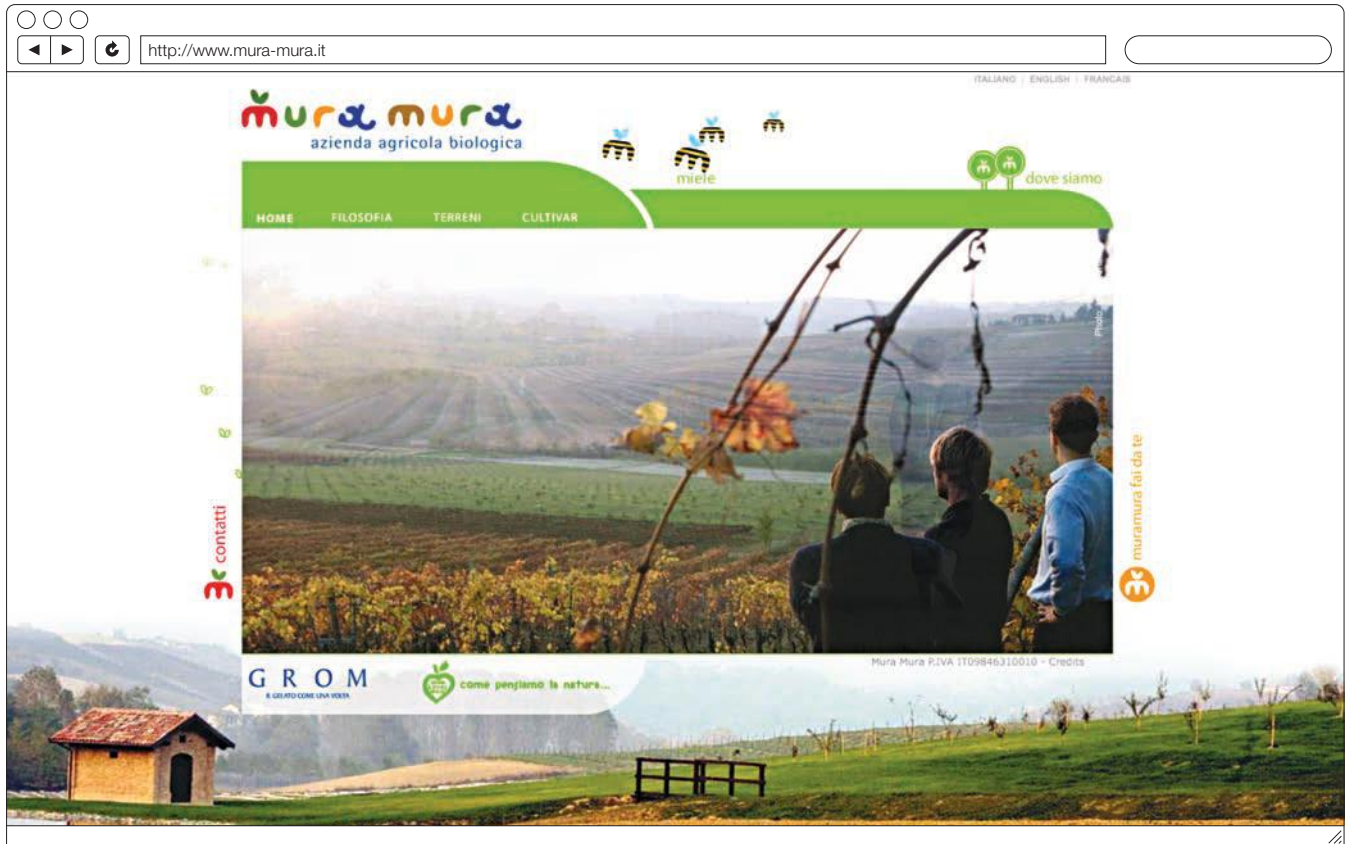 http://www.mura-mura.it
ITALIANO | ENGLISH | FRANCAIS
mura mura
azienda agricola biologica
miele
dove siamo
HOME FILOSOFIA TERRENI CULTIVAR
Photo
contatti
muramura fai da te
Mura Mura P.IVA IT09846310010 - Credits
GROM
IL GELATO COME UNA VOLTA
come pensiamo la natura...